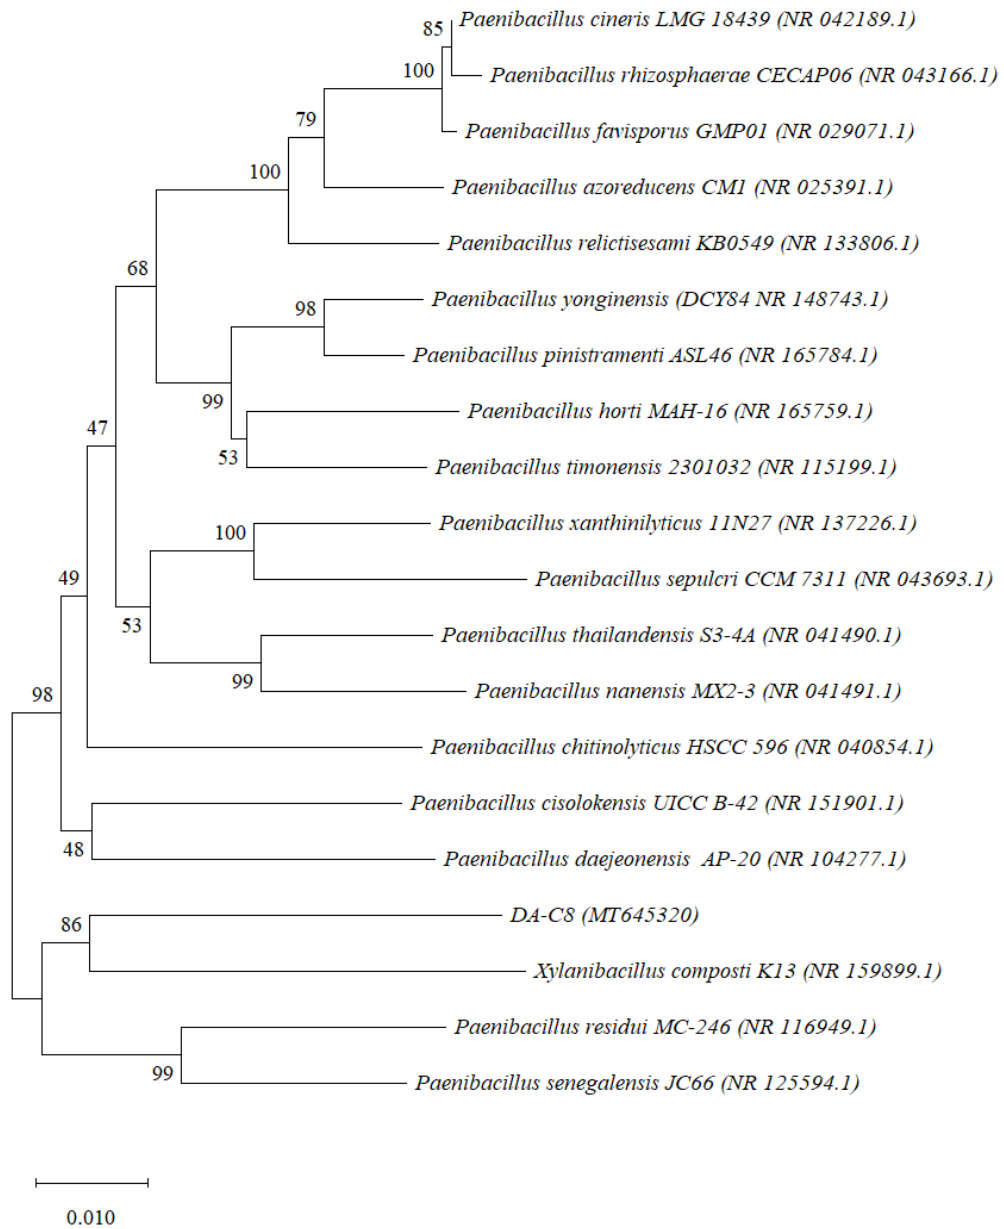 85
Paenibacillus cineris LMG 18439 (NR 042189.1)
100
Paenibacillus rhizosphaerae CECAP06 (NR 043166.1)
79
Paenibacillus favisporus GMP01 (NR 029071.1)
100
Paenibacillus azoreducens CM1 (NR 025391.1)
Paenibacillus relictisesami KB0549 (NR 133806.1)
68
98
Paenibacillus yonginensis (DCY84 NR 148743.1)
Paenibacillus pinistramenti ASL46 (NR 165784.1)
99
Paenibacillus horti MAH-16 (NR 165759.1)
47
53
Paenibacillus timonensis 2301032 (NR 115199.1)
100
Paenibacillus xanthinilyticus 11N27 (NR 137226.1)
49
Paenibacillus sepulcri CCM 7311 (NR 043693.1)
53
Paenibacillus thailandensis S3-4A (NR 041490.1)
98
99
Paenibacillus nanensis MX2-3 (NR 041491.1)
Paenibacillus chitinolyticus HSCC 596 (NR 040854.1)
Paenibacillus cisolokensis UICC B-42 (NR 151901.1)
48
Paenibacillus daejeonensis AP-20 (NR 104277.1)
86
DA-C8 (MT645320)
Xylanibacillus composti K13 (NR 159899.1)
Paenibacillus residui MC-246 (NR 116949.1)
99
Paenibacillus senegalensis JC66 (NR 125594.1)
0.010